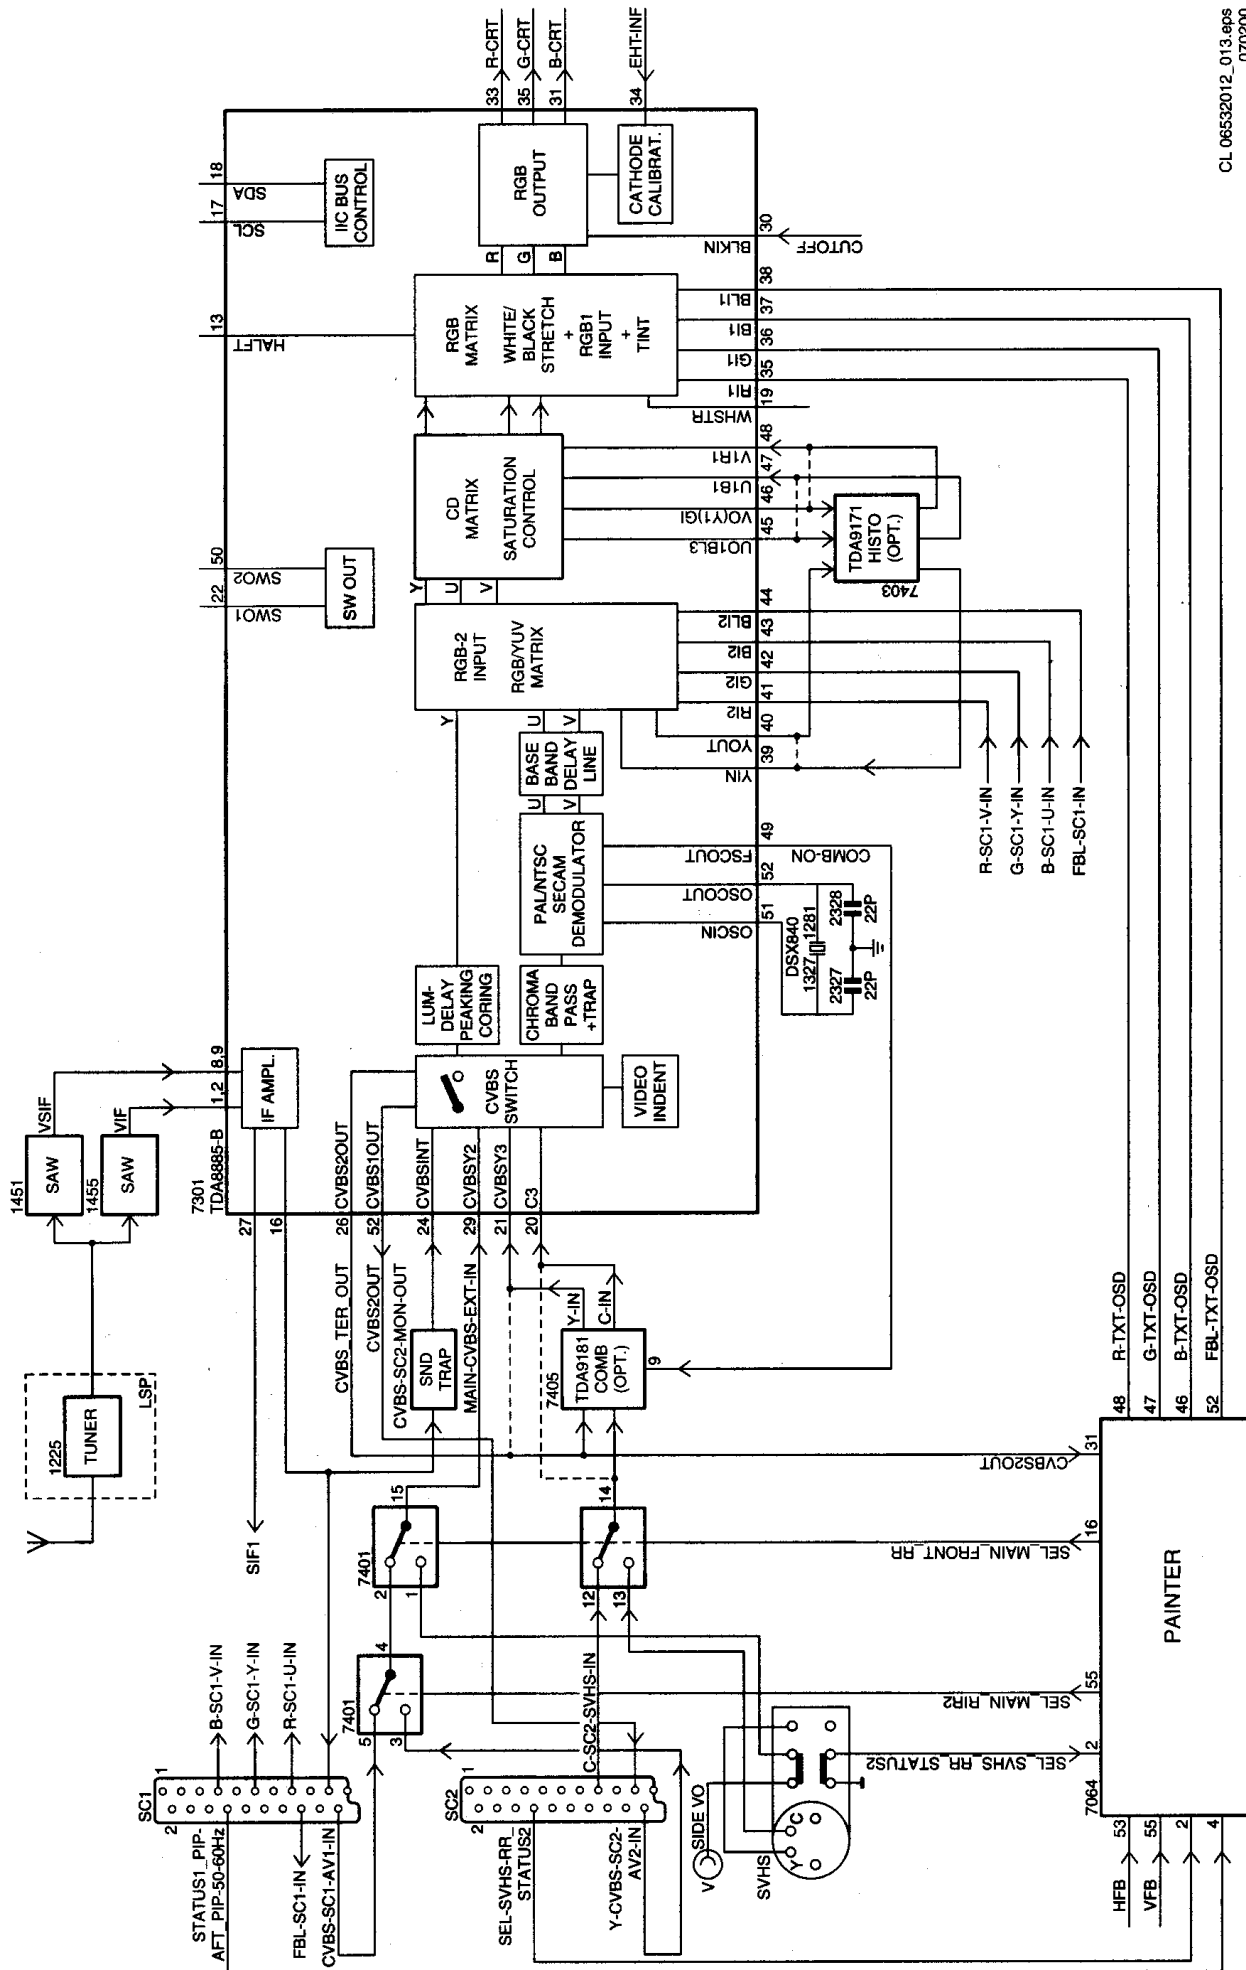 CL 06532012_013.eps
070200
R-CRT
G-CRT
B-CRT
EHT-INF
33
35
31
34
18
17
SDA
SCL
IIC BUS
CONTROL
RGB
OUTPUT
CATHODE
CALIBRAT.
30
BLKIN
CUTOFF
R
G
B
13
HALFT
RGB
MATRIX
WHITE/
BLACK
STRETCH
+
RGB1
INPUT
+
TINT
38
BLI1
37
BI1
36
GI1
35
RI1
19
WHSTR
CD
MATRIX
SATURATION
CONTROL
48
V1R1
47
U1B1
46
VO(Y1)GI
45
UO1BL3
TDA9171
HISTO
(OPT.)
7403
50
22
SWO2
SWO1
SW OUT
Y
U
V
RGB-2
INPUT
RGB/YUV
MATRIX
44
BLI2
43
BI2
42
GI2
41
RI2
40
YOUT
39
YIN
R-SC1-V-IN
G-SC1-Y-IN
B-SC1-U-IN
FBL-SC1-IN
Y
U
V
BASE
BAND
DELAY
LINE
U
V
PAL/NTSC
SECAM
DEMODULATOR
49
FSCOUT
COMB-ON
52
OSCOUT
51
OSCIN
DSX840
1327
1281
2328
22P
2327
22P
LUM-
DELAY
PEAKING
CORING
CHROMA
BAND
PASS
+TRAP
CVBS
SWITCH
VIDEO
INDENT
8,9
1,2
IF AMPL.
VSIF
VIF
1451
SAW
1455
SAW
7301
TDA8885-B
27
16
26
CVBS2OUT
52
CVBS1OUT
24
CVBSINT
29
CVBSY2
21
CVBSY3
20
C3
CVBS_TER_OUT
CVBS2OUT
CVBS-SC2-MON-OUT
MAIN-CVBS-EXT-IN
SND
TRAP
Y-IN
C-IN
7405
TDA9181
COMB
(OPT.)
9
LSP
1225
TUNER
SIF1
R-TXT-OSD
G-TXT-OSD
B-TXT-OSD
FBL-TXT-OSD
48
47
46
52
31
CVBS2OUT
16
SEL_MAIN_FRONT_RR
55
SEL_MAIN_RIR2
2
SEL_SVHS_RR_STATUS2
PAINTER
7064
15
7401
2
1
14
12
13
4
7401
5
3
B-SC1-V-IN
G-SC1-Y-IN
R-SC1-U-IN
SC1
1
2
STATUS1_PIP-
AFT_PIP-50-60Hz
FBL-SC1-IN
CVBS-SC1-AV1-IN
C-SC2-SVHS-IN
SC2
1
2
SEL-SVHS-RR_
STATUS2
Y-CVBS-SC2-
AV2-IN
SIDE VO
V
SVHS
Y
C
HFB
53
VFB
55
2
4